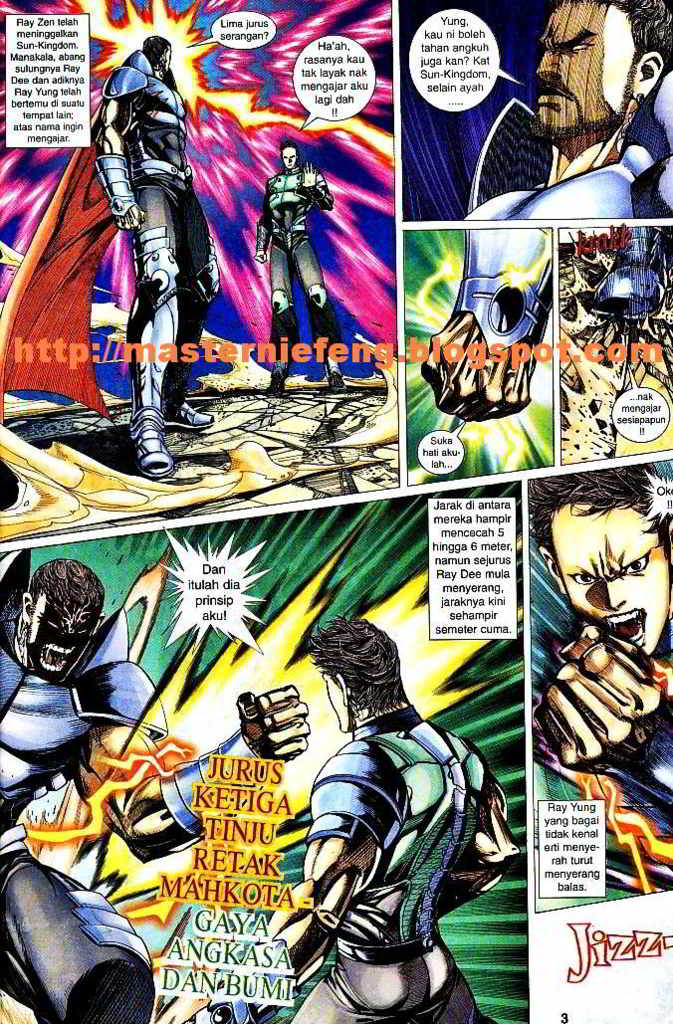 Ray Zen telah
meninggalkan
Sun-Kingdom.
Manakala, abang
sulungnya Ray
Dee dan adiknya
Ray Yung telah
bertemu di suatu
tempat lain;
atas nama ingin
mengajar.
Lima jurus
serangan?
Ha'ah,
rasanya kau
tak layak nak
mengajar aku
lagi dah
!!
Yung,
kau ni boleh
tahan angkuh
juga kan? Kat
Sun-Kingdom,
selain ayah
.....
Suka
hati aku-
lah...
krakk
...nak
mengajar
sesiapapun
!!
http://masterniefeng.blogspot.com
Dan
itulah dia
prinsip
aku!
Jarak di antara
mereka hampir
mencecah 5
hingga 6 meter,
namun sejurus
Ray Dee mula
menyerang,
jaraknya kini
sehampir
semeter cuma.
JURUS
KETIGA
TINJU
RETAK
MAHKOTA-
GAYA
ANGKASA
DAN BUMI
Oke
!!
Ray Yung
yang bagai
tidak kenal
erti menye-
rah turut
menyerang
balas.
Jizz-
3